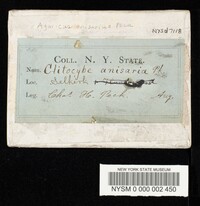 COLL. N. Y. STATE.
Name, Clitocybe anisaria Pk
Loc. Selkirk
Leg. Chas. H. Peck Aug
NEW YORK STATE MUSEUM
NYSM 0 000 002 450